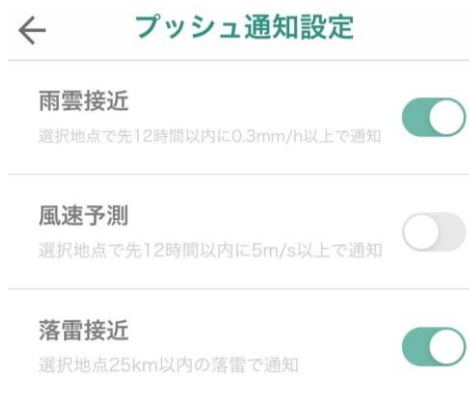 プッシュ通知設定
雨雲接近
選択地点で先12時間以内に0.3mm/h以上で通知
風速予測
選択地点で先12時間以内に5m/s以上で通知
落雷接近
選択地点25km以内の落雷で通知